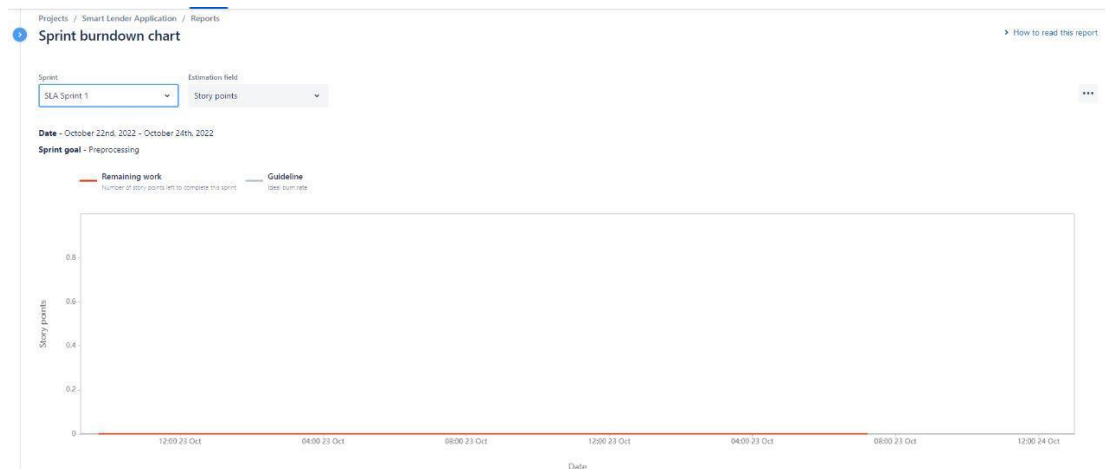 Projects / Smart Lender Application / Reports
Sprint burndown chart
How to read this report
Sprint
Estimation field
SLA Sprint 1
Story points
Date - October 22nd, 2022 - October 24th, 2022
Sprint goal - Preprocessing
Remaining work
Guideline
Number of story points left to complete this sprint
Ideal burn rate
0.8
0.6
0.4
0.2
0
Story points
12:00 23 Oct
04:00 23 Oct
08:00 23 Oct
12:00 23 Oct
04:00 23 Oct
08:00 23 Oct
12:00 24 Oct
Date